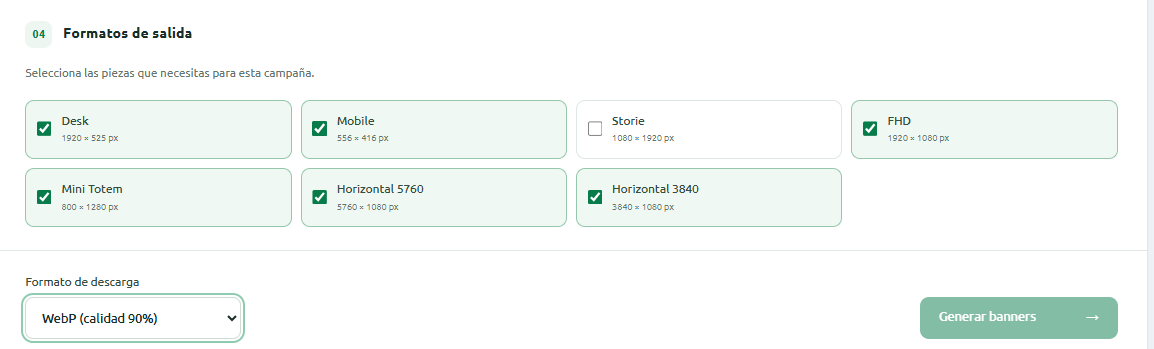 04 Formatos de salida
Selecciona las piezas que necesitas para esta campaña.
Desk
1920 × 525 px
Mobile
556 × 416 px
Storie
1080 × 1920 px
FHD
1920 × 1080 px
Mini Totem
800 × 1280 px
Horizontal 5760
5760 × 1080 px
Horizontal 3840
3840 × 1080 px
Formato de descarga
WebP (calidad 90%)
Generar banners →